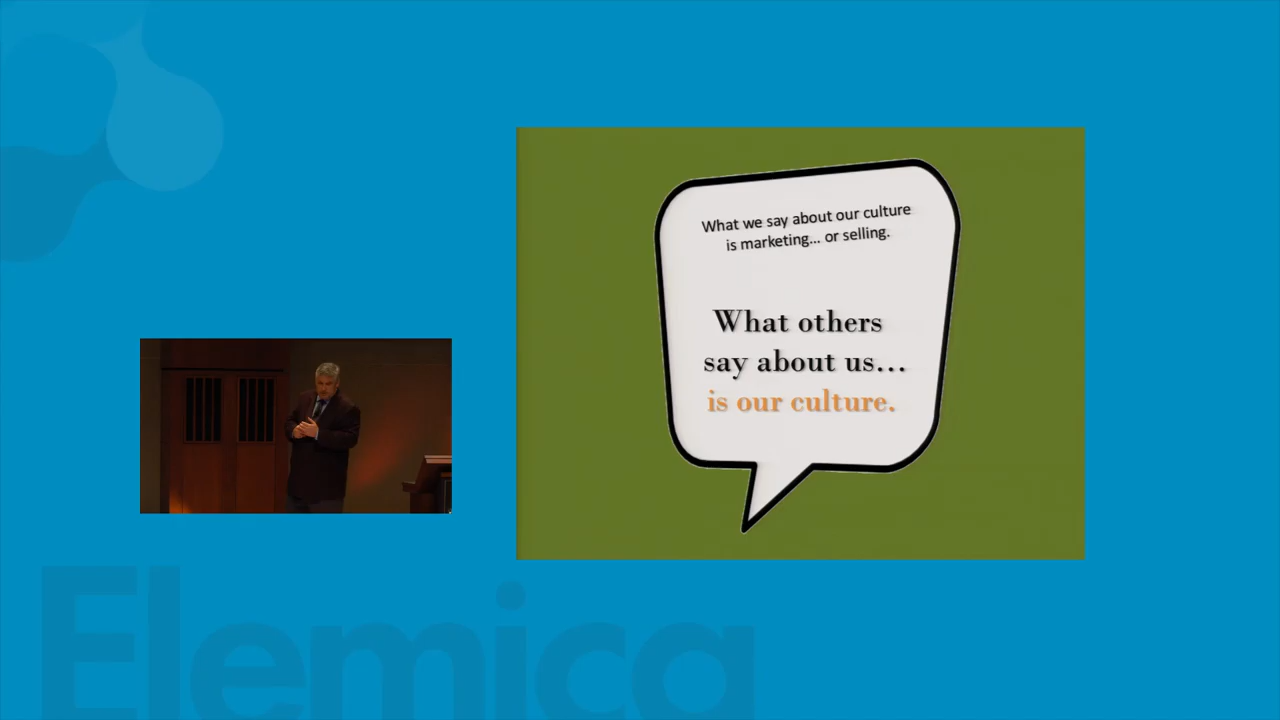 What we say about our culture
is marketing... or selling.
What others
say about us...
is our culture.
Elemica